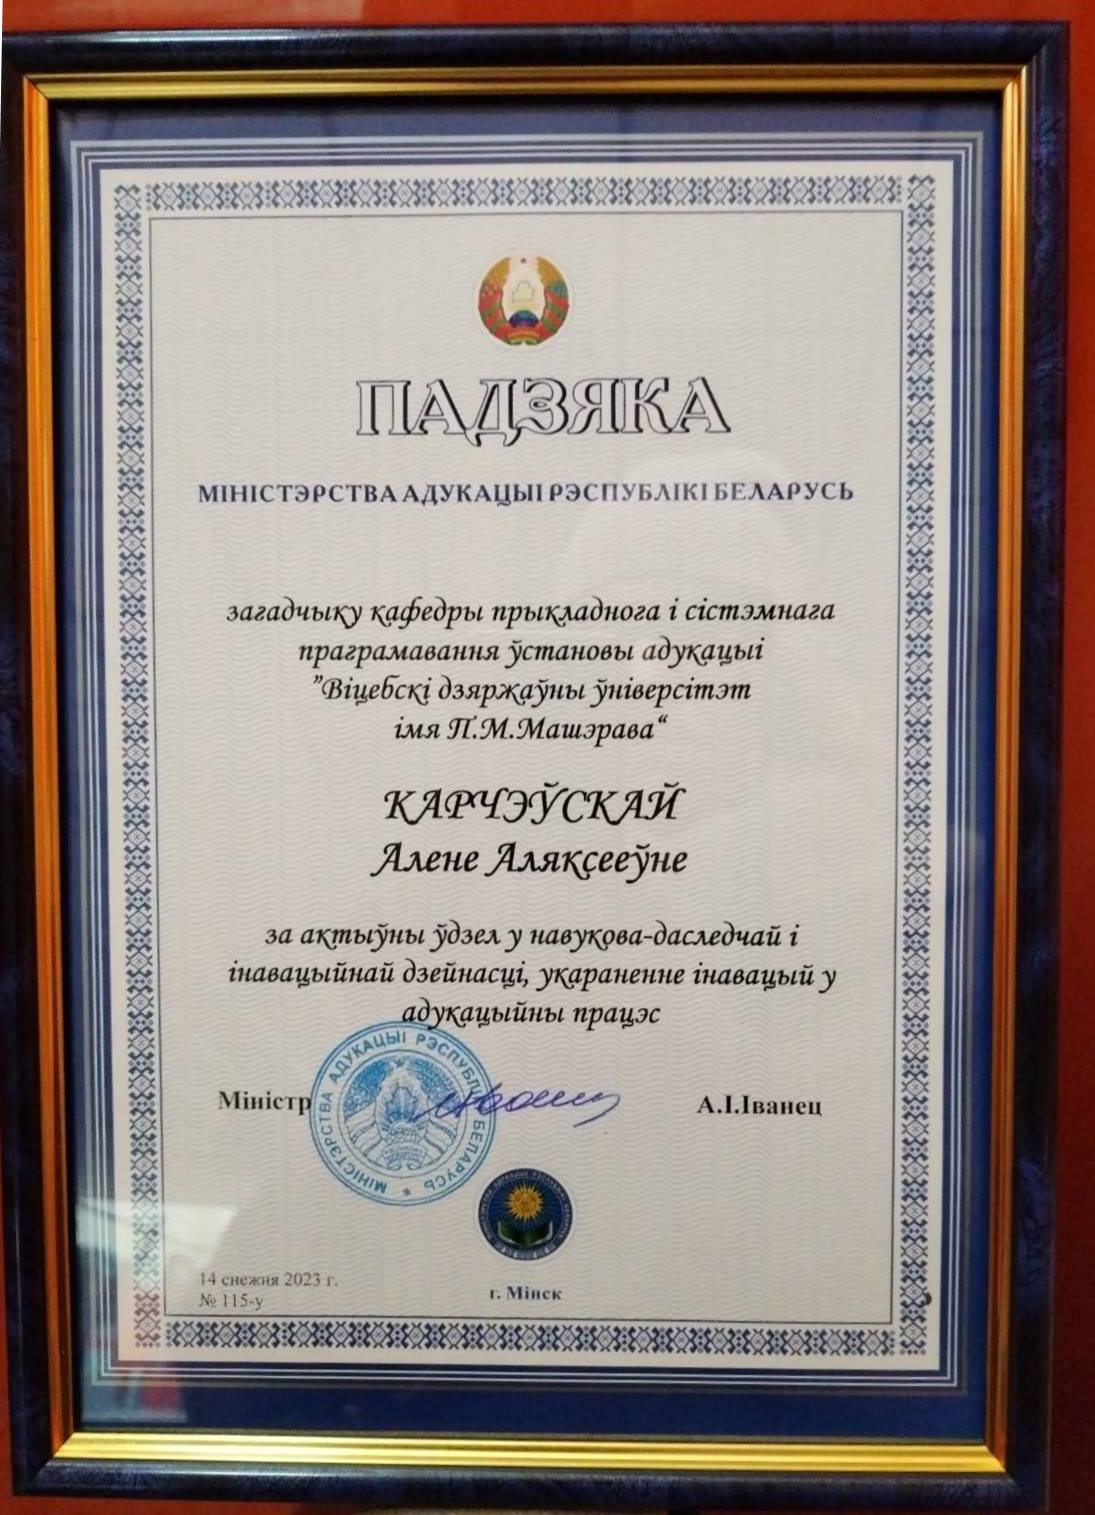 ПАДЗЯКА
МІНІСТЭРСТВА АДУКАЦЫІ РЭСПУБЛІКІ БЕЛАРУСЬ
загадчыку кафедры прыкладнога і сістэмнага
праграмавання ўстановы адукацыі
”Віцебскі дзяржаўны ўніверсітэт
імя П.М.Машэрава“
КАРЧЭЎСКАЙ
Алене Аляксееўне
за актыўны ўдзел у навукова-даследчай і
інавацыйнай дзейнасці, укараненне інавацый у
адукацыйны працэс
Міністр
А.І.Іванец
МІНІСТЭРСТВА АДУКАЦЫІ РЭСПУБЛІКІ БЕЛАРУСЬ
14 снежня 2023 г.
№ 115-у
г. Мінск